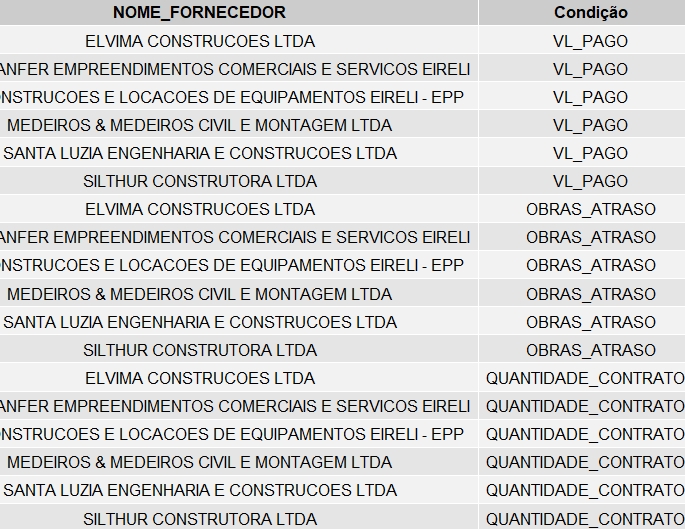 NOME_FORNECEDOR Condição
ELVIMA CONSTRUCOES LTDA VL_PAGO
ANFER EMPREENDIMENTOS COMERCIAIS E SERVICOS EIRELI VL_PAGO
NSTRUCOES E LOCACOES DE EQUIPAMENTOS EIRELI - EPP VL_PAGO
MEDEIROS & MEDEIROS CIVIL E MONTAGEM LTDA VL_PAGO
SANTA LUZIA ENGENHARIA E CONSTRUCOES LTDA VL_PAGO
SILTHUR CONSTRUTORA LTDA VL_PAGO
ELVIMA CONSTRUCOES LTDA OBRAS_ATRASO
ANFER EMPREENDIMENTOS COMERCIAIS E SERVICOS EIRELI OBRAS_ATRASO
NSTRUCOES E LOCACOES DE EQUIPAMENTOS EIRELI - EPP OBRAS_ATRASO
MEDEIROS & MEDEIROS CIVIL E MONTAGEM LTDA OBRAS_ATRASO
SANTA LUZIA ENGENHARIA E CONSTRUCOES LTDA OBRAS_ATRASO
SILTHUR CONSTRUTORA LTDA OBRAS_ATRASO
ELVIMA CONSTRUCOES LTDA QUANTIDADE_CONTRATO
ANFER EMPREENDIMENTOS COMERCIAIS E SERVICOS EIRELI QUANTIDADE_CONTRATO
NSTRUCOES E LOCACOES DE EQUIPAMENTOS EIRELI - EPP QUANTIDADE_CONTRATO
MEDEIROS & MEDEIROS CIVIL E MONTAGEM LTDA QUANTIDADE_CONTRATO
SANTA LUZIA ENGENHARIA E CONSTRUCOES LTDA QUANTIDADE_CONTRATO
SILTHUR CONSTRUTORA LTDA QUANTIDADE_CONTRATO